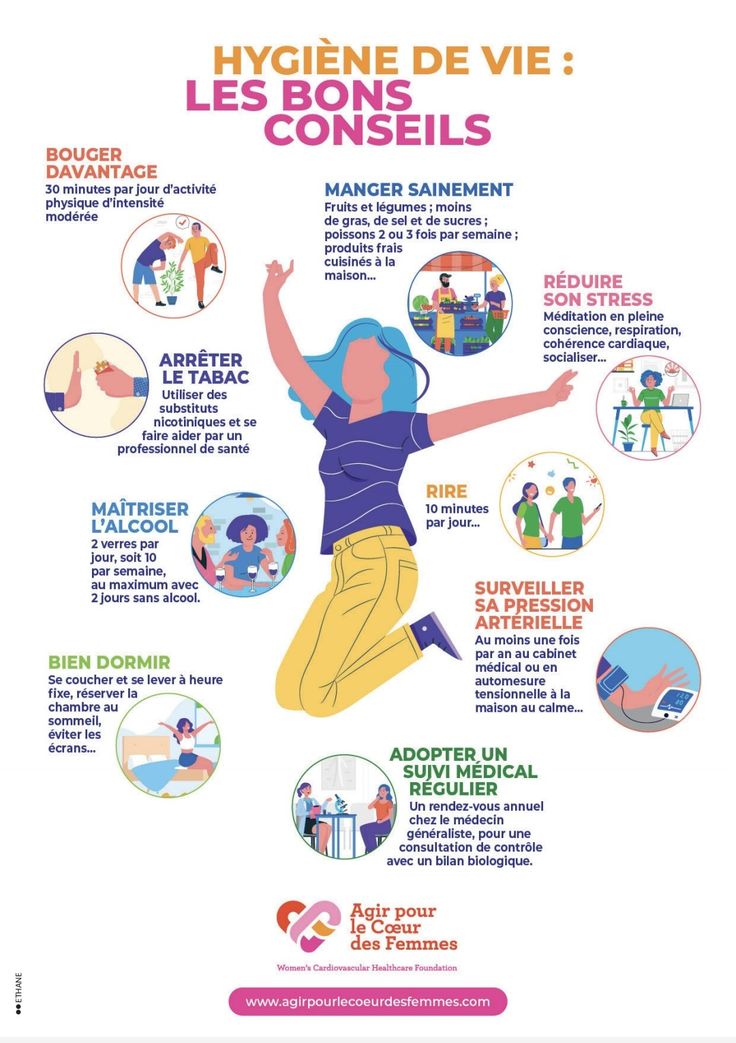 HYGIÈNE DE VIE :
LES BONS
CONSEILS
BOUGER
DAVANTAGE
30 minutes par jour d’activité
physique d’intensité
modérée
MANGER SAINEMENT
Fruits et légumes ; moins
de gras, de sel et de sucres ;
poissons 2 ou 3 fois par semaine ;
produits frais
cuisinés à la
maison...
RÉDUIRE
SON STRESS
Méditation en pleine
conscience, respiration,
cohérence cardiaque,
socialiser...
ARRÊTER
LE TABAC
Utiliser des
substituts
nicotiniques et se
faire aider par un
professionnel de santé
RIRE
10 minutes
par jour...
MAÎTRISER
L’ALCOOL
2 verres par
jour, soit 10
par semaine,
au maximum avec
2 jours sans alcool.
SURVEILLER
SA PRESSION
ARTÉRIELLE
Au moins une fois
par an au cabinet
médical ou en
automesure
tensionnelle à la
maison au calme...
BIEN DORMIR
Se coucher et se lever à heure
fixe, réserver la
chambre au
sommeil,
éviter les
écrans...
ADOPTER UN
SUIVI MÉDICAL
RÉGULIER
Un rendez-vous annuel
chez le médecin
généraliste, pour une
consultation de contrôle
avec un bilan biologique.
Agir pour
le Cœur
des Femmes
Women’s Cardiovascular Healthcare Foundation
www.agirpourlecoeurdesfemmes.com
ETHANE